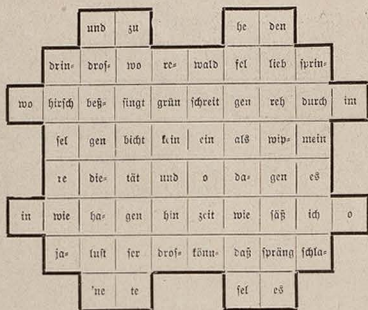 und zu he den
drin= dros= wo re= wald sel lieb sprin=
wo hirsch beß= singt grün schreit gen reh durch im
sel gen dicht kein ein als wip= mein
re die= tät und o da= gen es
in wie ha= gen hin zeit wie säß ich o
ja= lust ser dros= könn= daß spräng schla=
'ne te sel es